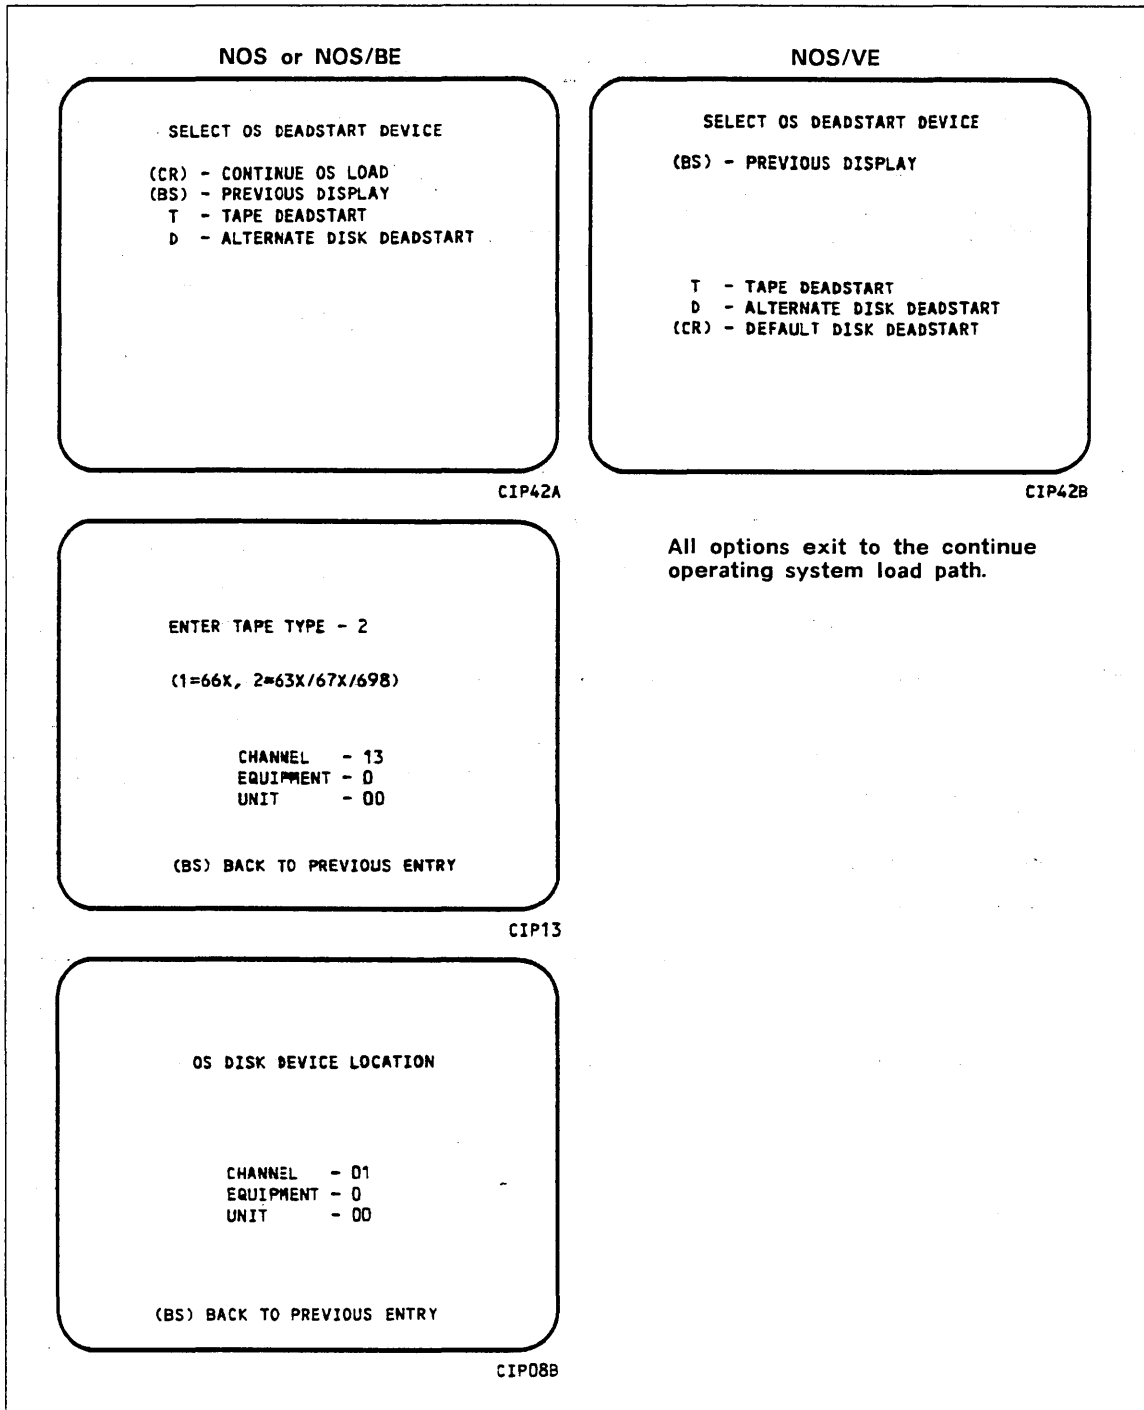 NOS or NOS/BE
SELECT OS DEADSTART DEVICE
(CR) - CONTINUE OS LOAD
(BS) - PREVIOUS DISPLAY
T - TAPE DEADSTART
D - ALTERNATE DISK DEADSTART
CIP42A
NOS/VE
SELECT OS DEADSTART DEVICE
(BS) - PREVIOUS DISPLAY
T - TAPE DEADSTART
D - ALTERNATE DISK DEADSTART
(CR) - DEFAULT DISK DEADSTART
CIP42B
All options exit to the continue
operating system load path.
ENTER TAPE TYPE - 2
(1=66X, 2=63X/67X/698)
CHANNEL - 13
EQUIPMENT - 0
UNIT - 00
(BS) BACK TO PREVIOUS ENTRY
CIP13
OS DISK DEVICE LOCATION
CHANNEL - 01
EQUIPMENT - 0
UNIT - 00
(BS) BACK TO PREVIOUS ENTRY
CIP08B